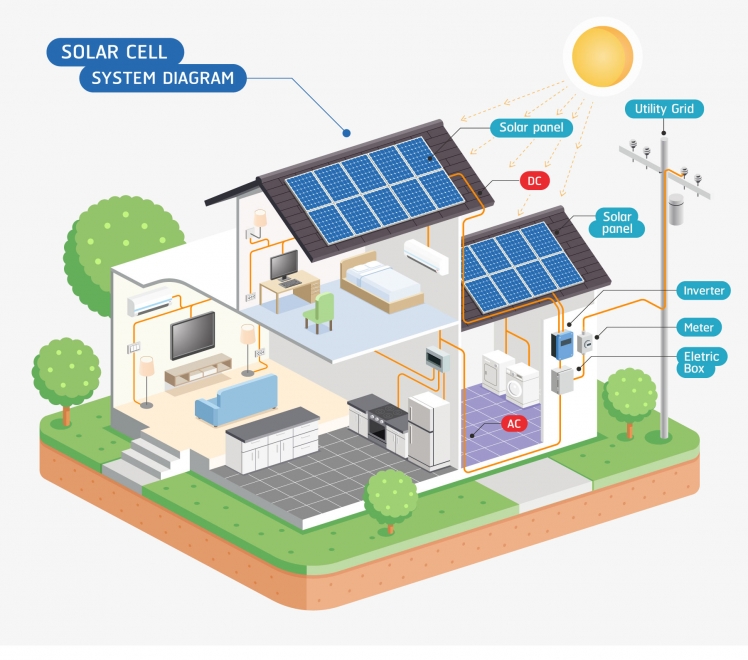 SOLAR CELL
SYSTEM DIAGRAM
Utility Grid
Solar panel
DC
Solar
panel
Inverter
Meter
Eletric
Box
AC